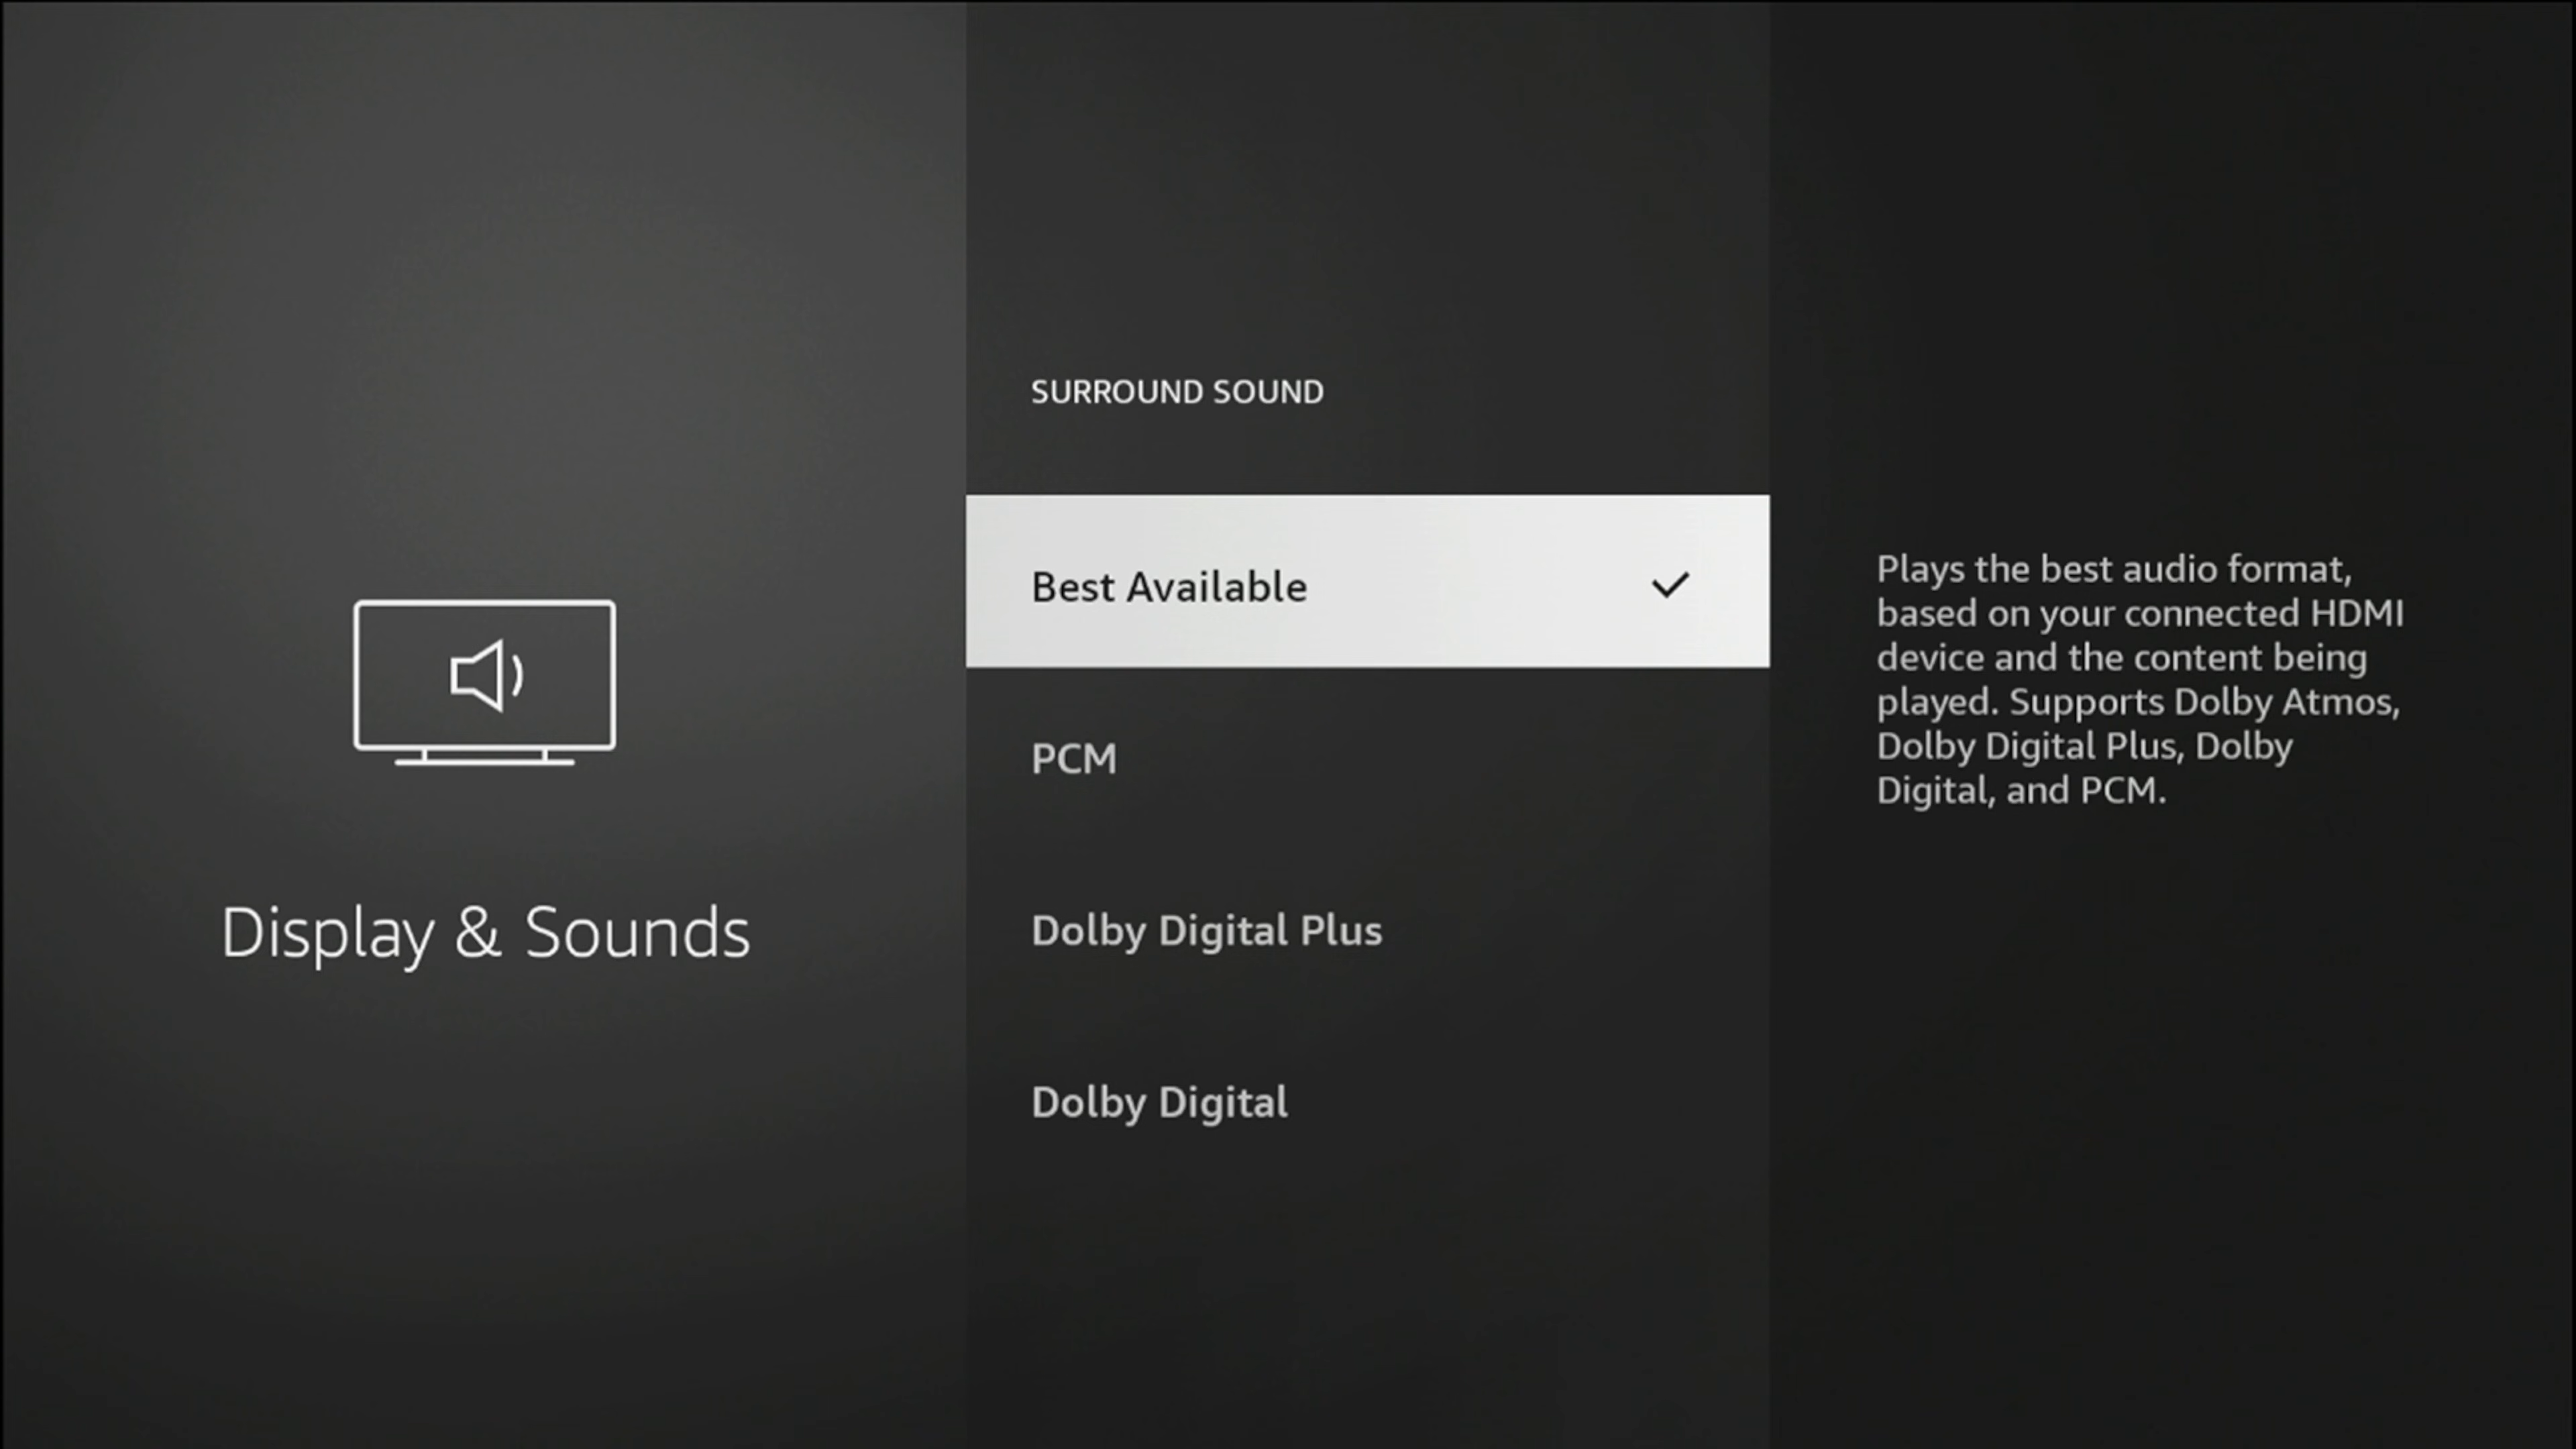 Display & Sounds
SURROUND SOUND
Best Available
PCM
Dolby Digital Plus
Dolby Digital
Plays the best audio format,
based on your connected HDMI
device and the content being
played. Supports Dolby Atmos,
Dolby Digital Plus, Dolby
Digital, and PCM.